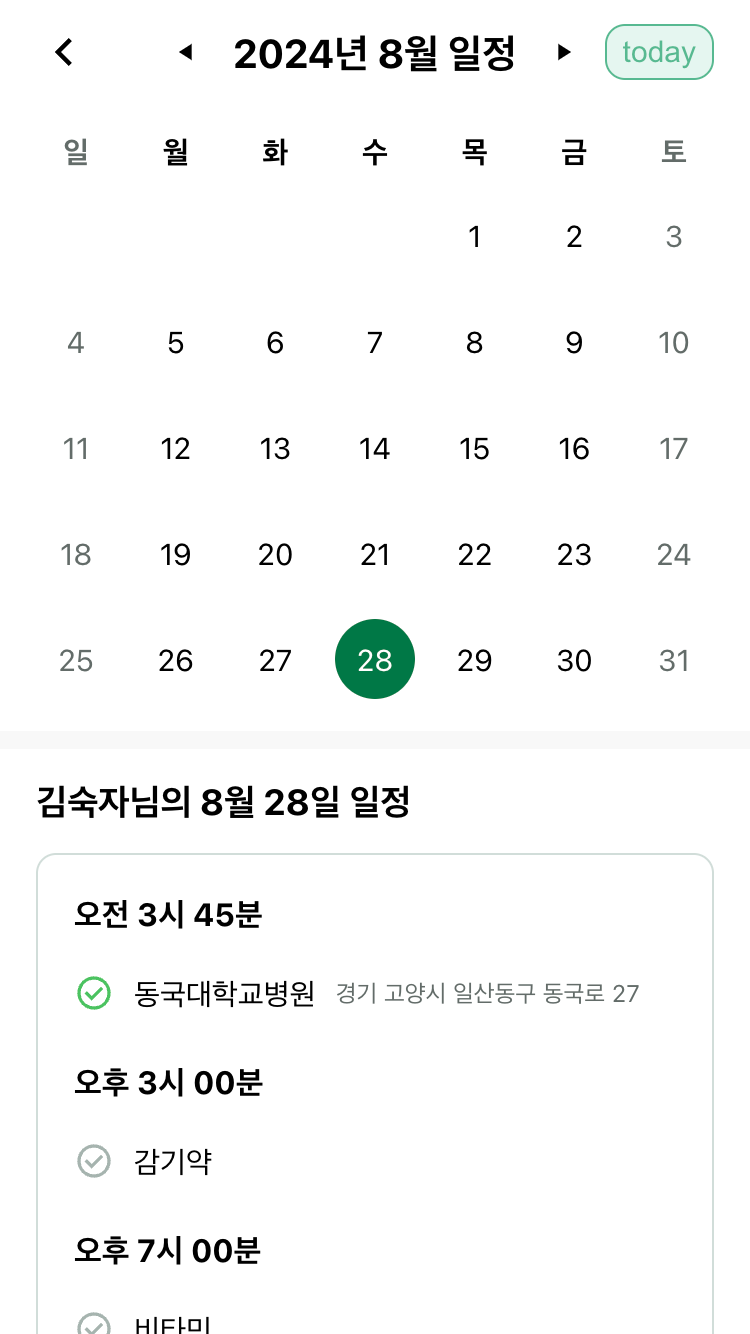 2024년 8월 일정 today
일 월 화 수 목 금 토
1 2 3
4 5 6 7 8 9 10
11 12 13 14 15 16 17
18 19 20 21 22 23 24
25 26 27 28 29 30 31
김숙자님의 8월 28일 일정
오전 3시 45분
동국대학교병원 경기 고양시 일산동구 동국로 27
오후 3시 00분
감기약
오후 7시 00분